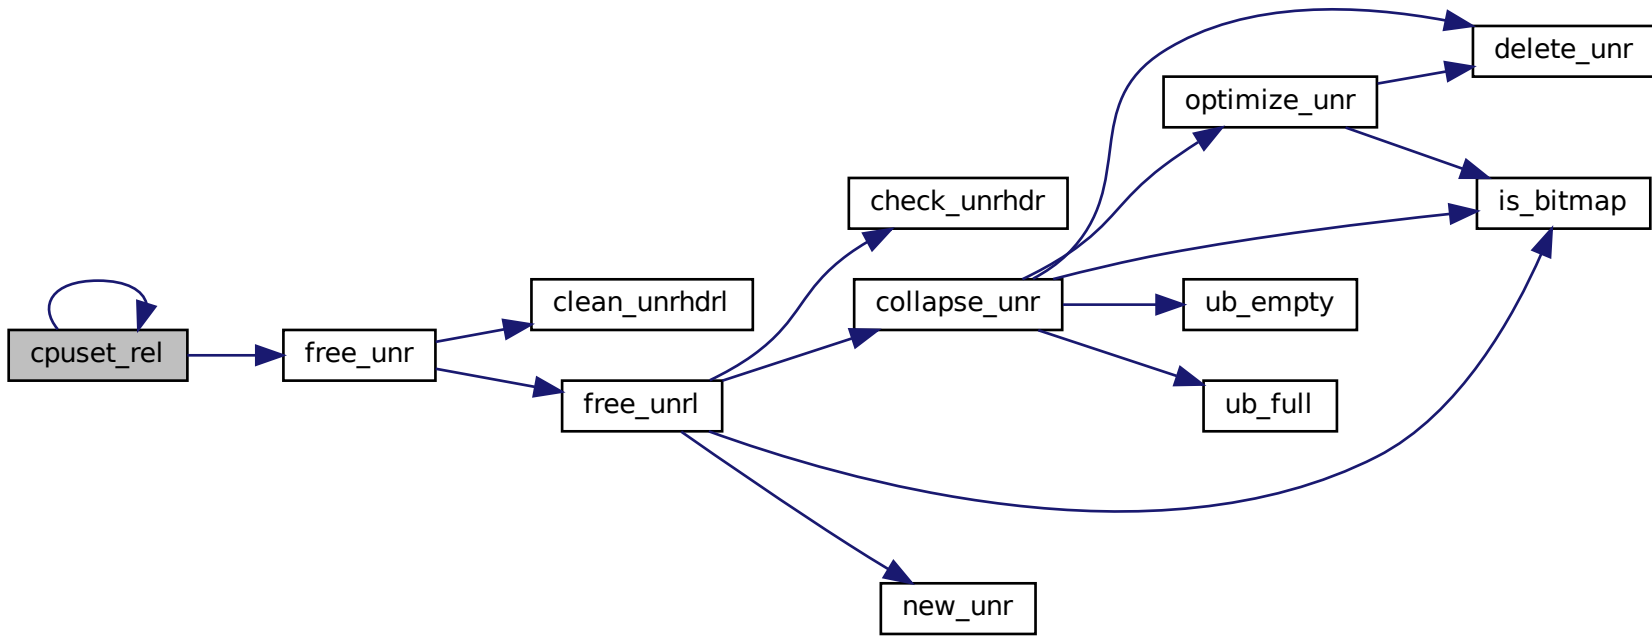 delete_unr
optimize_unr
check_unrhdr
is_bitmap
clean_unrhdrl
collapse_unr
ub_empty
cpuset_rel
free_unr
free_unrl
ub_full
new_unr